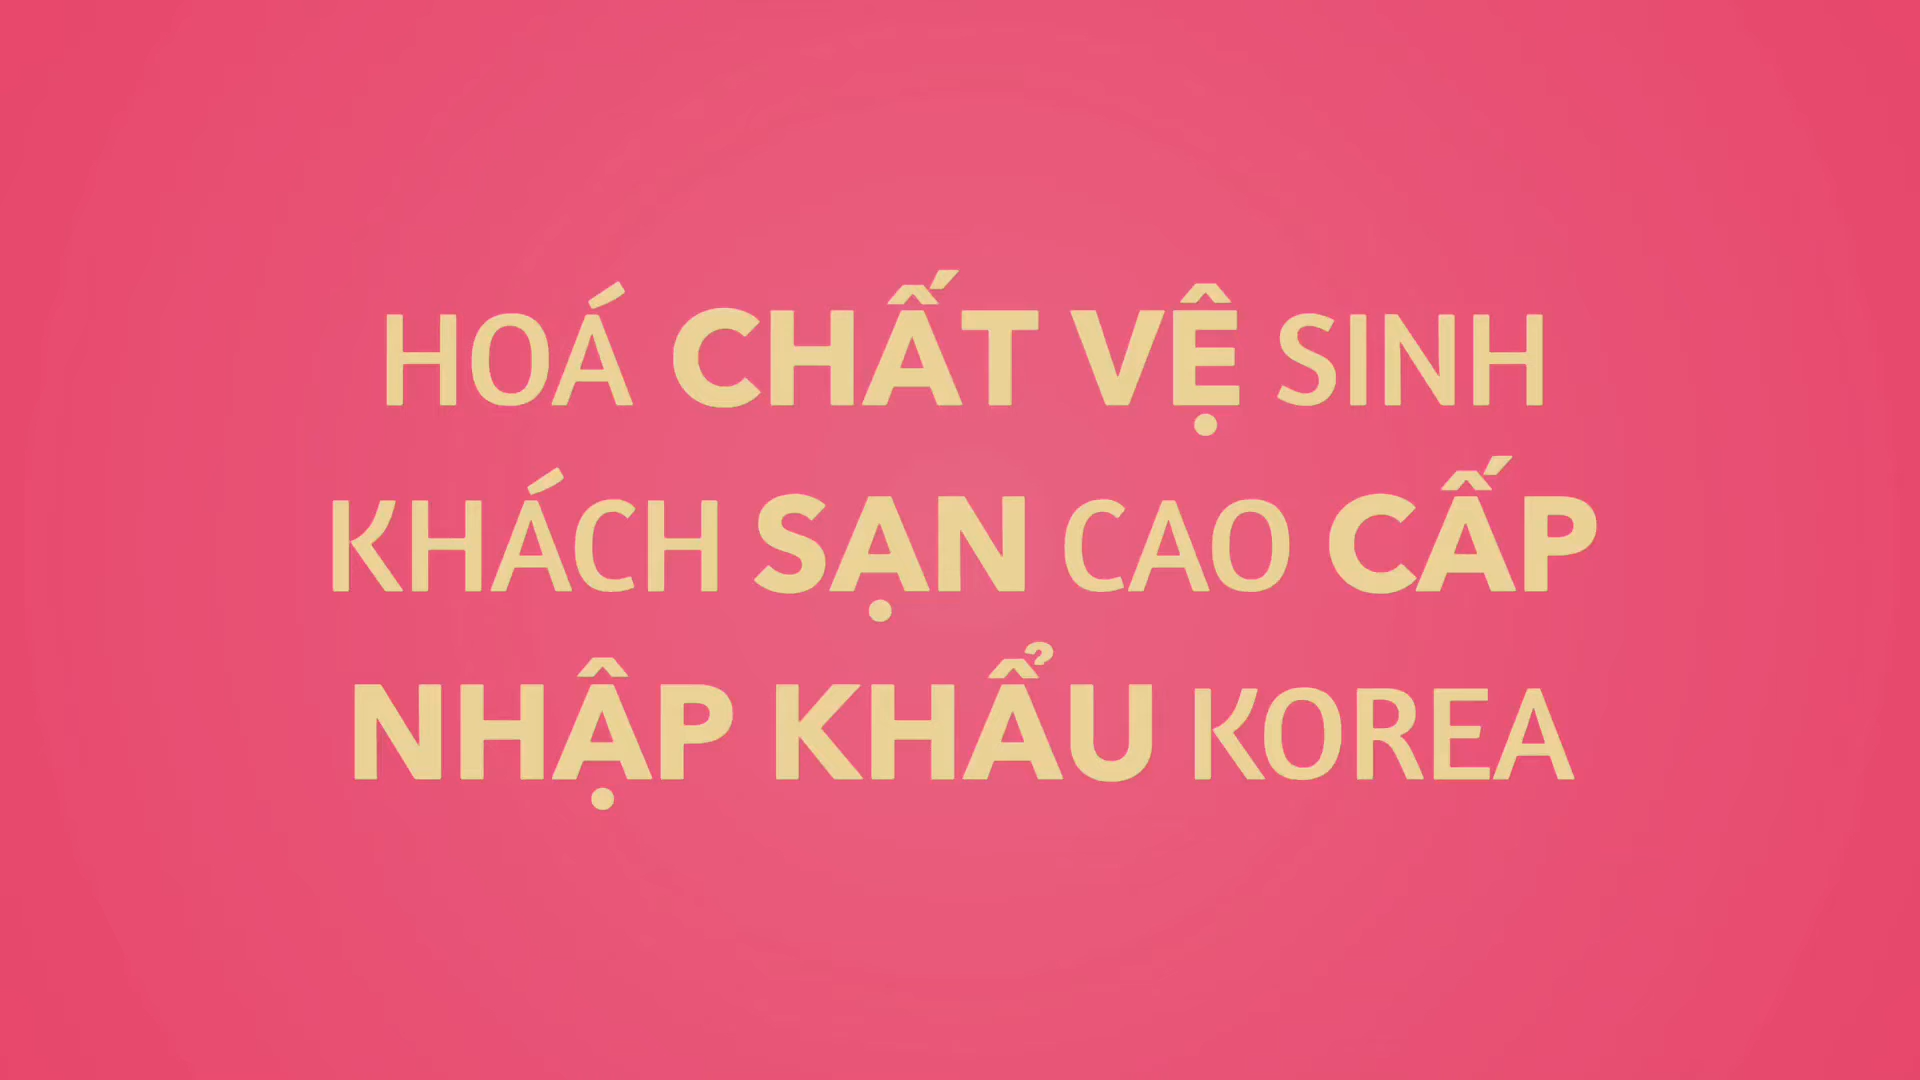 HOÁ CHẤT VỆ SINH
KHÁCH SẠN CAO CẤP
NHẬP KHẨU KOREA